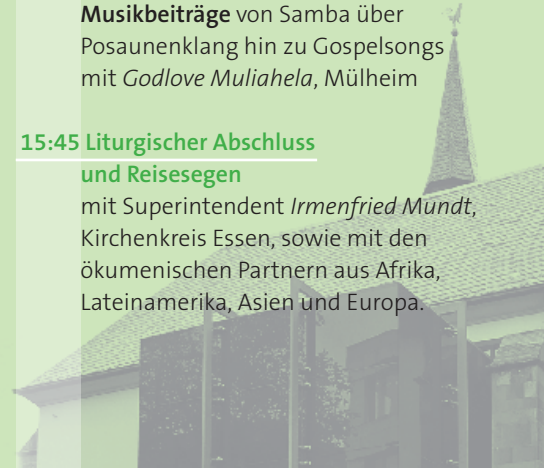 Musikbeiträge von Samba über
Posaunenklang hin zu Gospelsongs
mit Godlove Muliahela, Mülheim
15:45 Liturgischer Abschluss
und Reisesegen
mit Superintendent Irmenfried Mundt,
Kirchenkreis Essen, sowie mit den
ökumenischen Partnern aus Afrika,
Lateinamerika, Asien und Europa.